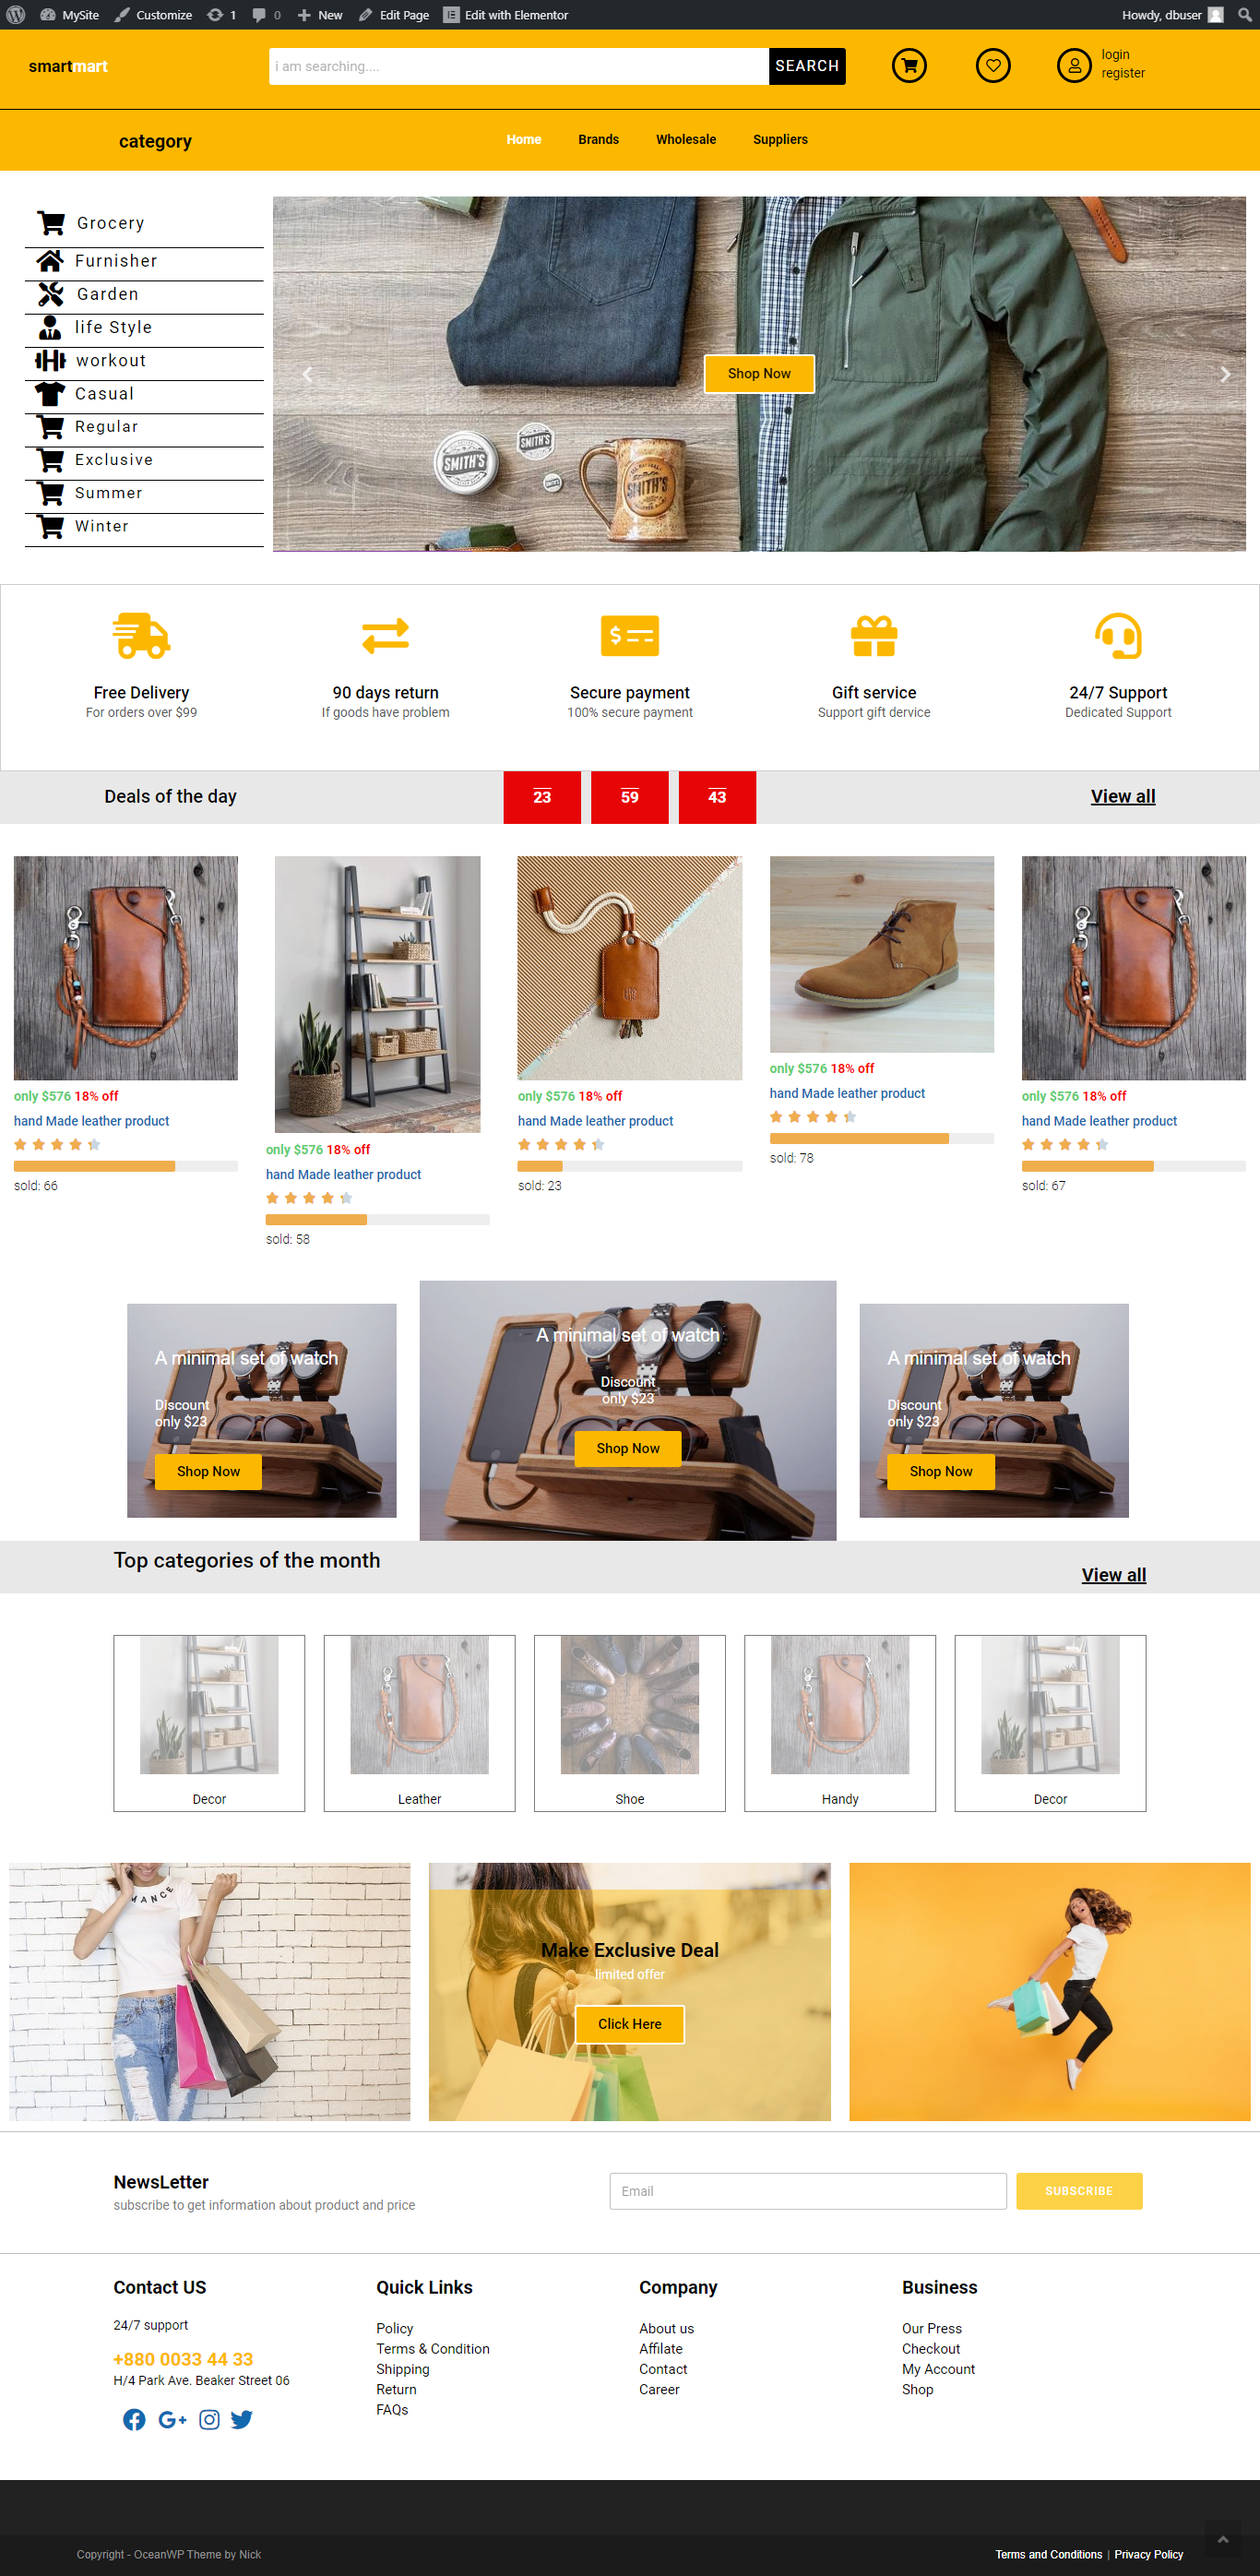 MySite Customize 1 0 New Edit Page Edit with Elementor Howdy, dbuser
smartmart
i am searching....
SEARCH
login
register
category
Home Brands Wholesale Suppliers
Grocery
Furnisher
Garden
life Style
workout
Casual
Regular
Exclusive
Summer
Winter
SMITH'S
SMITH'S
SMITH'S
SMITH'S
Shop Now
Free Delivery
For orders over $99
90 days return
If goods have problem
Secure payment
100% secure payment
Gift service
Support gift dervice
24/7 Support
Dedicated Support
Deals of the day
23 59 43
View all
only $576 18% off
hand Made leather product
sold: 66
only $576 18% off
hand Made leather product
sold: 58
only $576 18% off
hand Made leather product
sold: 23
only $576 18% off
hand Made leather product
sold: 78
only $576 18% off
hand Made leather product
sold: 67
A minimal set of watch
Discount
only $23
Shop Now
A minimal set of watch
Discount
only $23
Shop Now
A minimal set of watch
Discount
only $23
Shop Now
Top categories of the month
View all
Decor
Leather
Shoe
Handy
Decor
MANCE
Make Exclusive Deal
limited offer
Click Here
NewsLetter
subscribe to get information about product and price
Email
SUBSCRIBE
Contact US
24/7 support
+880 0033 44 33
H/4 Park Ave. Beaker Street 06
Quick Links
Policy
Terms & Condition
Shipping
Return
FAQs
Company
About us
Affilate
Contact
Career
Business
Our Press
Checkout
My Account
Shop
Copyright - OceanWP Theme by Nick
Terms and Conditions | Privacy Policy